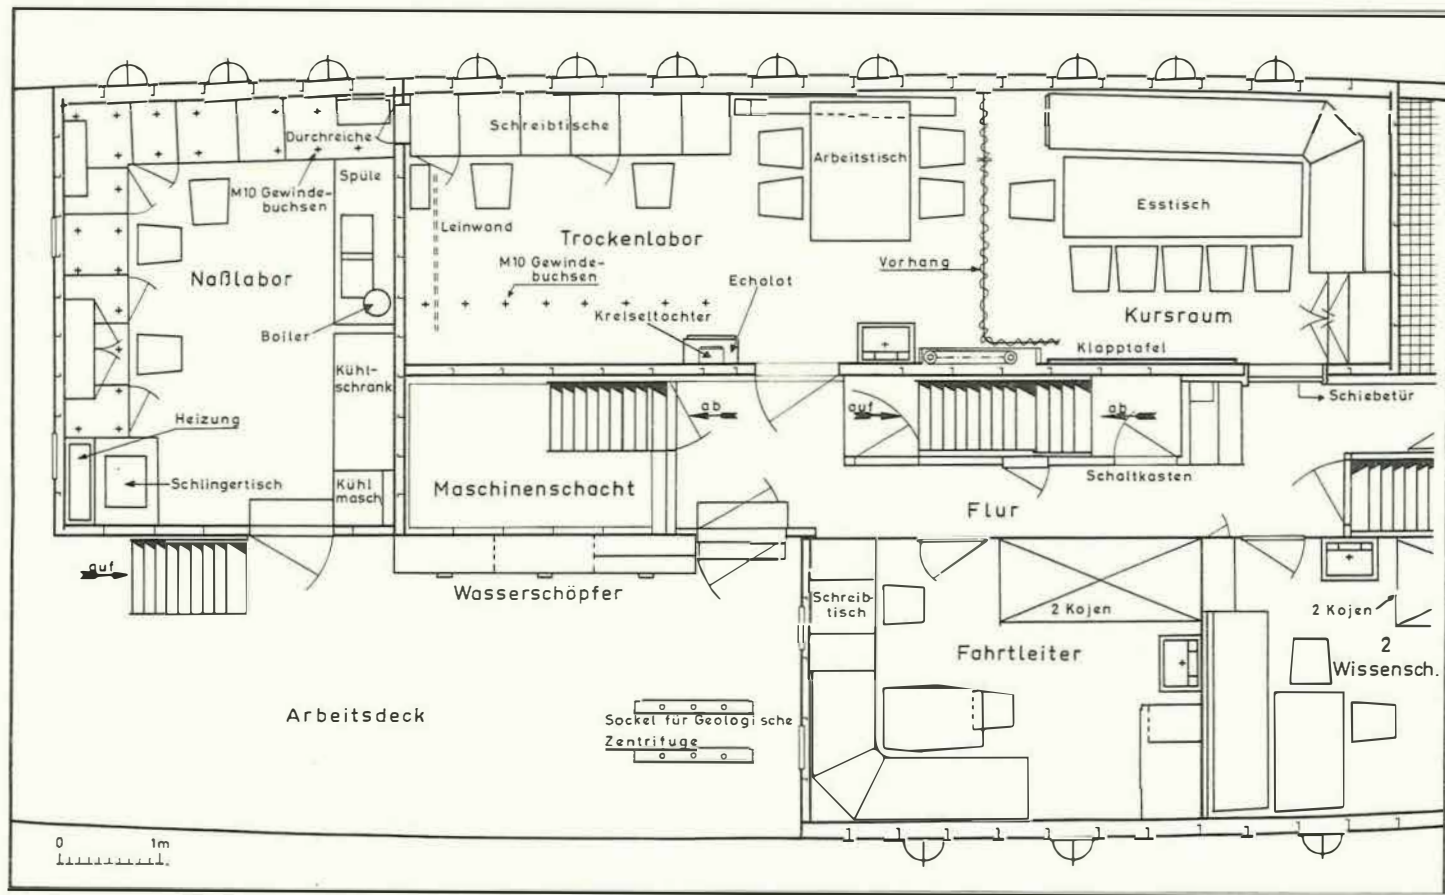 Durchreiche
Schreibtische
Arbeitstisch
M10 Gewinde-
buchsen
Spüle
Esstisch
Leinwand
Trockenlabor
M10 Gewinde-
buchsen
Vorhang
Naßlabor
Echolot
Kreiseltochter
Kursraum
Boiler
Klapptafel
Kühl-
schrank
Schiebetür
ab
auf
ab
Heizung
Schaltkasten
Schlingertisch
Kühl
masch
Maschinenschacht
Flur
auf
Wasserschöpfer
Schreib-
tisch
2 Kojen
2 Kojen
Fahrtleiter
2
Wissensch.
Arbeitsdeck
Sockel für Geologische
Zentrifuge
0 1m